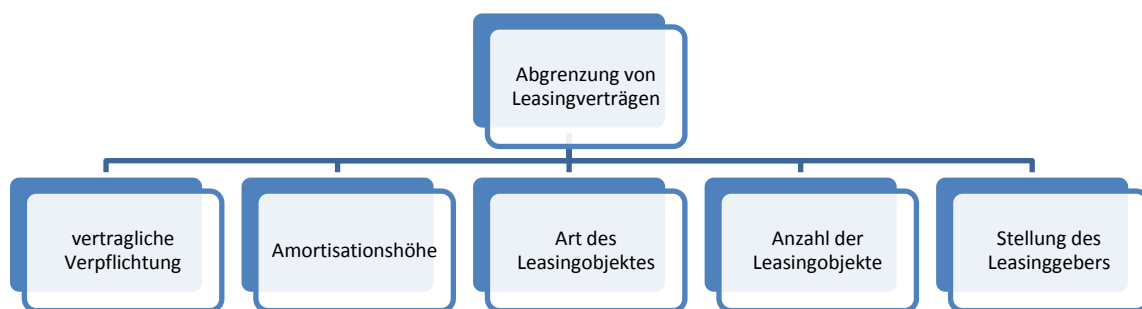 Abgrenzung von
Leasingverträgen
vertragliche
Verpflichtung
Amortisationshöhe
Art des
Leasingobjektes
Anzahl der
Leasingobjekte
Stellung des
Leasinggebers